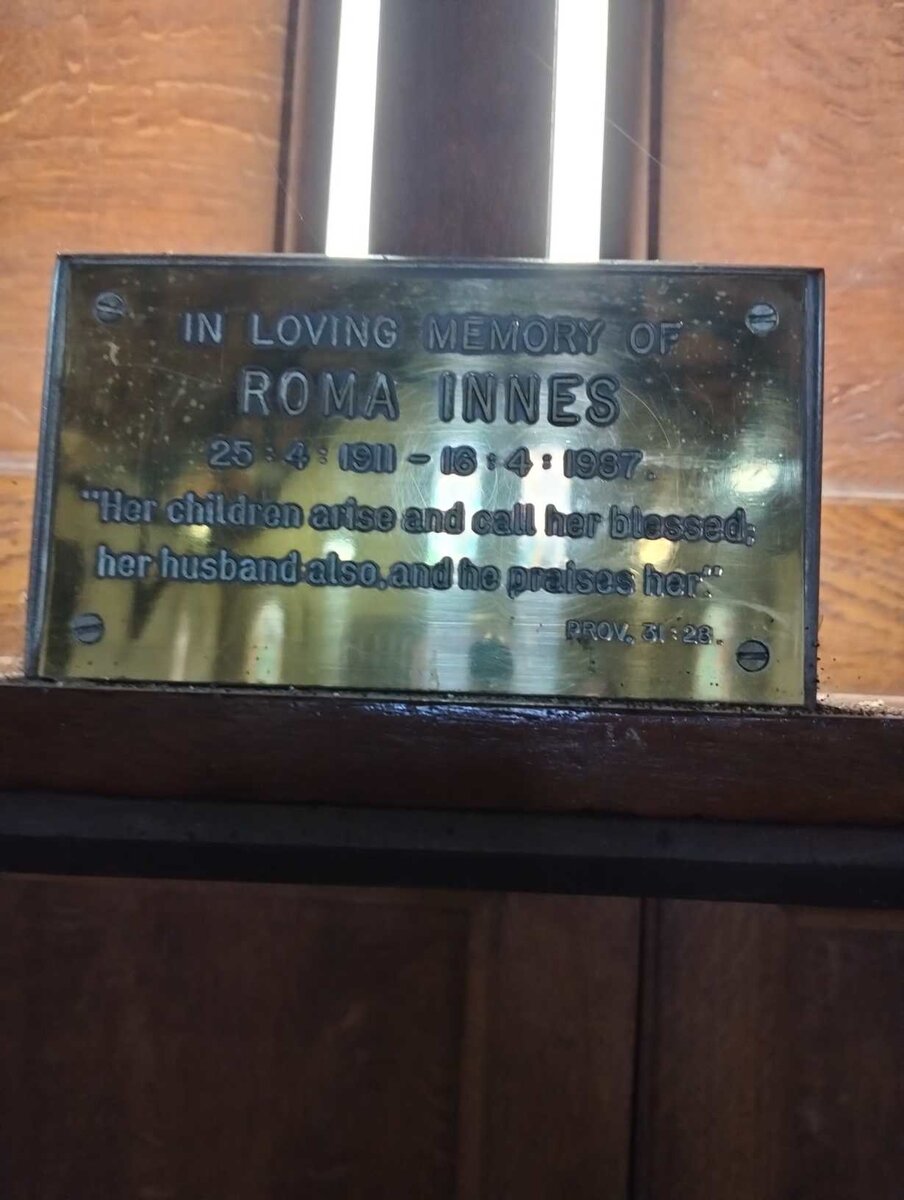 IN LOVING MEMORY OF
ROMA INNES
25:4:1911 - 16:4:1987.
"Her children arise and call her blessed;
her husband also, and he praises her."
PROV. 31:28.